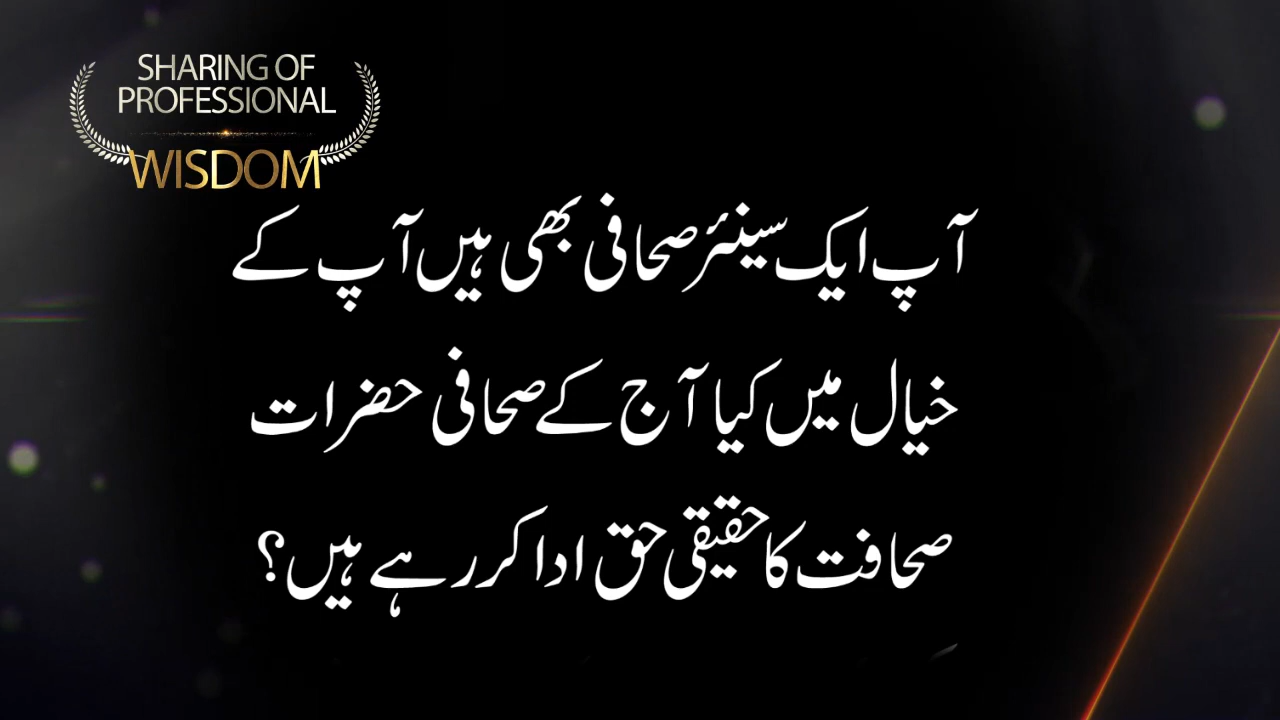 SHARING OF
PROFESSIONAL
WISDOM
آپ ایک سینئر صحافی بھی ہیں آپ کے
خیال میں کیا آج کے صحافی حضرات
صحافت کا حقیقی حق ادا کر رہے ہیں؟